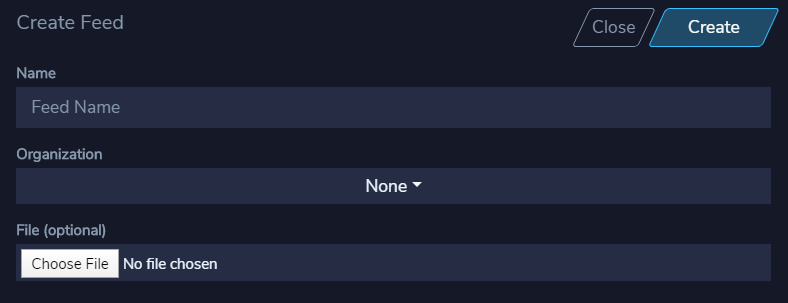 Create Feed
Close
Create
Name
Feed Name
Organization
None
File (optional)
Choose File No file chosen